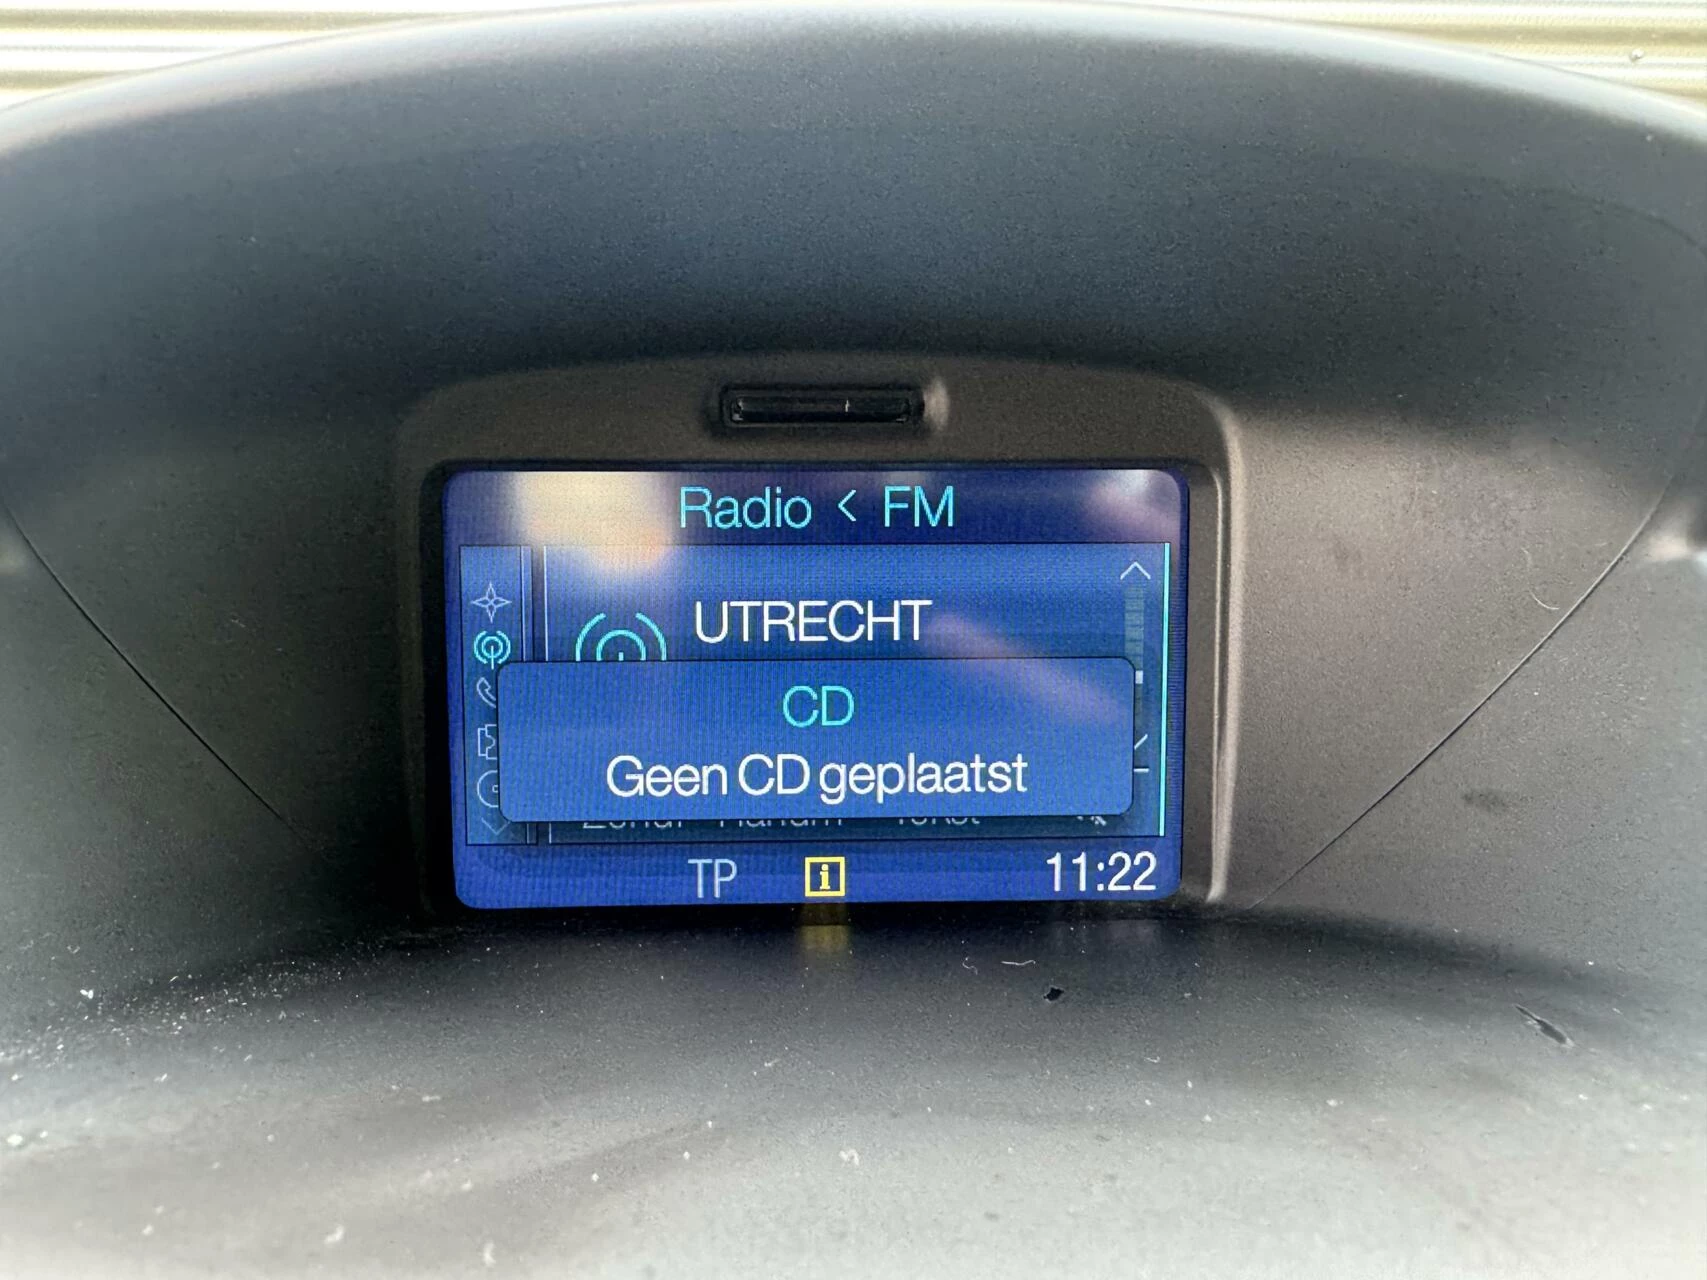 Radio < FM
UTRECHT
CD
Geen CD geplaatst
TP i 11:22